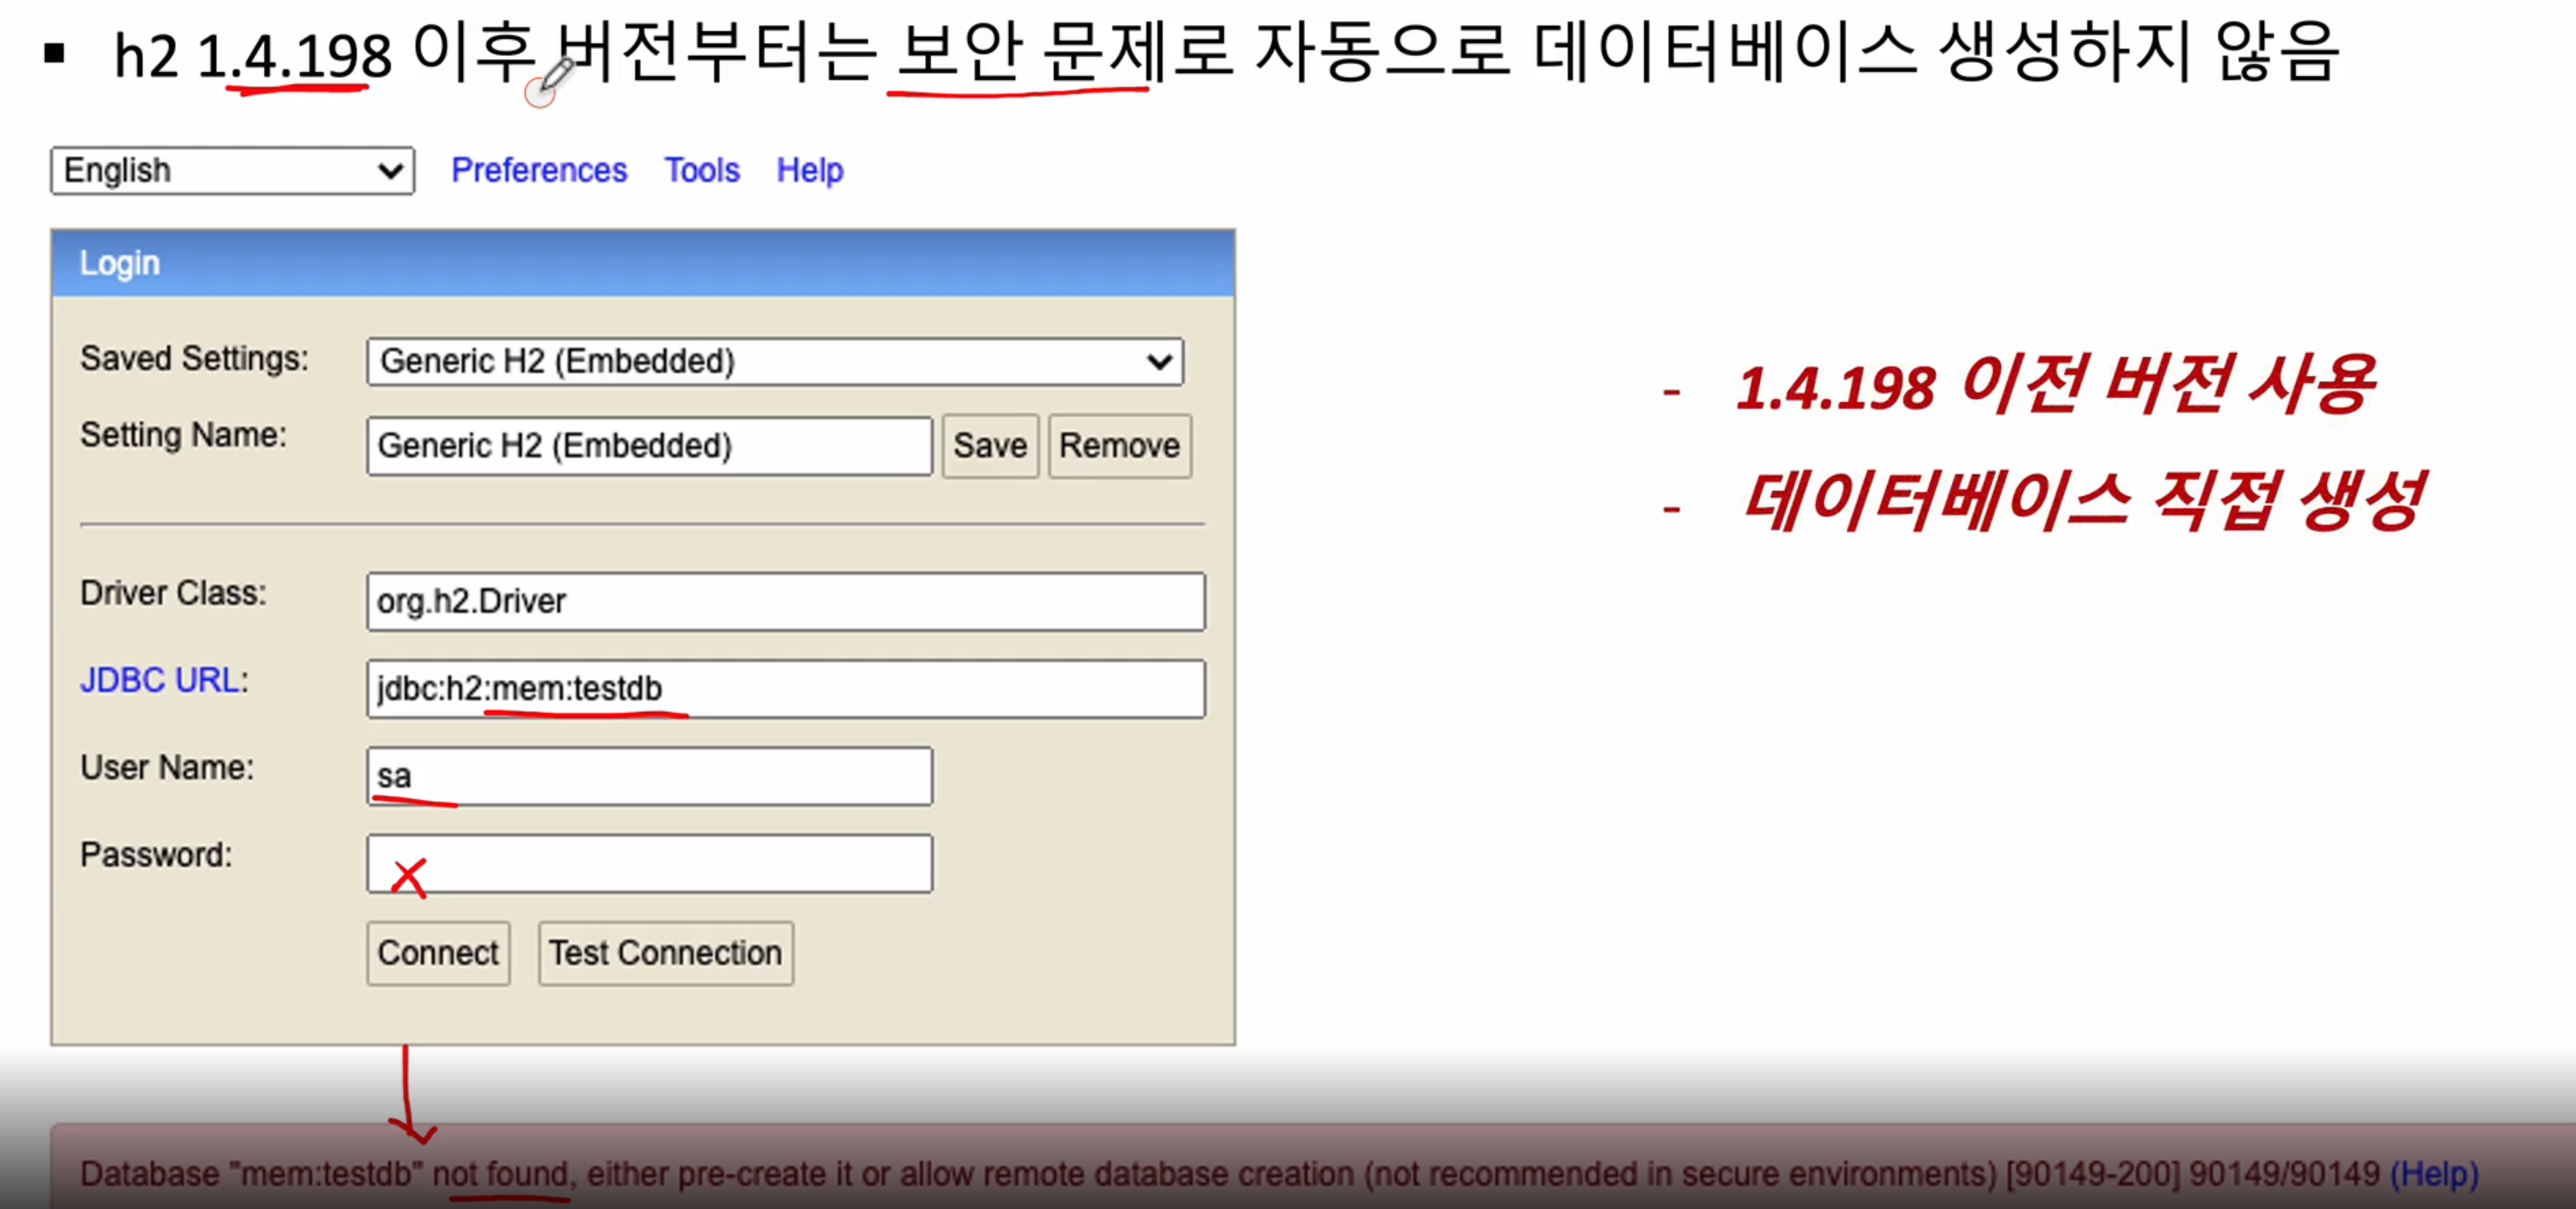 ▪ h2 1.4.198 이후 버전부터는 보안 문제로 자동으로 데이터베이스 생성하지 않음
English Preferences Tools Help
Login
Saved Settings: Generic H2 (Embedded)
Setting Name: Generic H2 (Embedded) Save Remove
Driver Class: org.h2.Driver
JDBC URL: jdbc:h2:mem:testdb
User Name: sa
Password:
Connect Test Connection
- 1.4.198 이전 버전 사용
- 데이터베이스 직접 생성
Database "mem:testdb" not found, either pre-create it or allow remote database creation (not recommended in secure environments) [90149-200] 90149/90149 (Help)